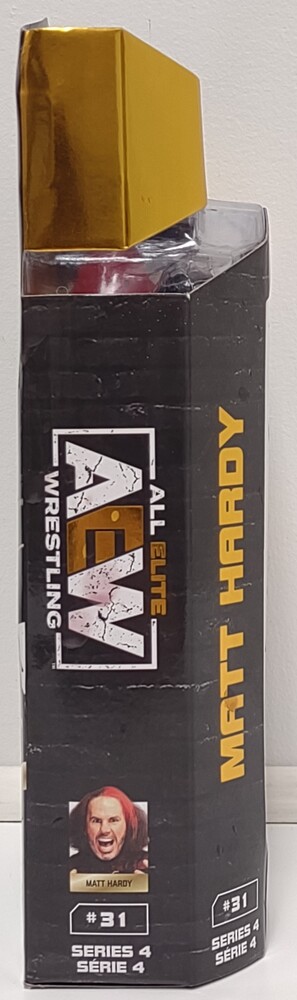 ALL ELITE
AEW
WRESTLING
MATT HARDY
#31
SERIES 4
SÉRIE 4
MATT HARDY
#31
SERIES 4
SÉRIE 4